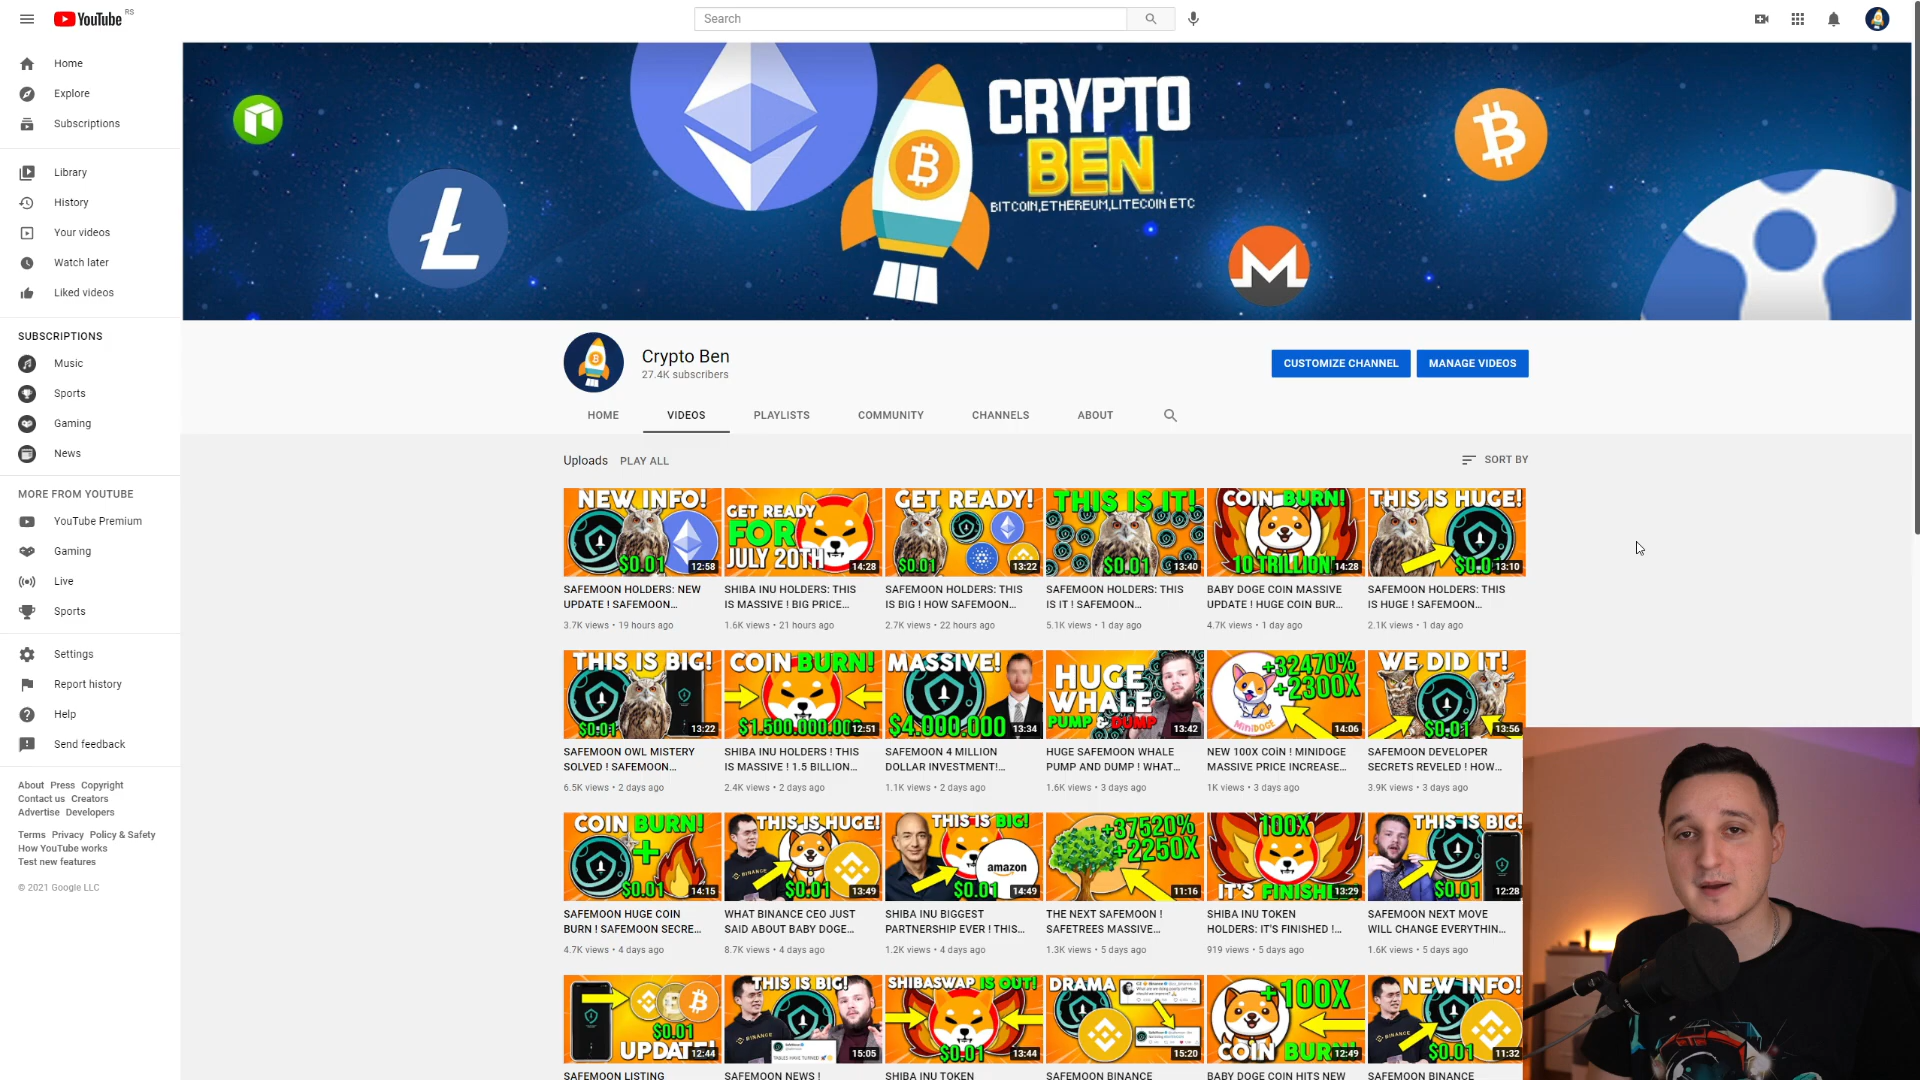 YouTube RS
Search
Home
Explore
Subscriptions
Library
History
Your videos
Watch later
Liked videos
SUBSCRIPTIONS
Music
Sports
Gaming
News
MORE FROM YOUTUBE
YouTube Premium
Gaming
Live
Sports
Settings
Report history
Help
Send feedback
About Press Copyright
Contact us Creators
Advertise Developers
Terms Privacy Policy & Safety
How YouTube works
Test new features
© 2021 Google LLC
CRYPTO
BEN
BITCOIN,ETHEREUM,LITECOIN ETC
Crypto Ben
27.4K subscribers
CUSTOMIZE CHANNEL
MANAGE VIDEOS
HOME
VIDEOS
PLAYLISTS
COMMUNITY
CHANNELS
ABOUT
Uploads
PLAY ALL
SORT BY
NEW INFO!
$0.01
12:58
SAFEMOON HOLDERS: NEW
UPDATE ! SAFEMOON...
3.7K views • 19 hours ago
GET READY
FOR
JULY 20TH
14:28
SHIBA INU HOLDERS: THIS
IS MASSIVE ! BIG PRICE...
1.6K views • 21 hours ago
GET READY!
$0.01
13:22
SAFEMOON HOLDERS: THIS
IS BIG ! HOW SAFEMOON...
2.7K views • 22 hours ago
THIS IS IT!
$0.01
13:40
SAFEMOON HOLDERS: THIS
IS IT ! SAFEMOON...
5.1K views • 1 day ago
COIN BURN!
10 TRILLION!
14:28
BABY DOGE COIN MASSIVE
UPDATE ! HUGE COIN BUR...
4.7K views • 1 day ago
THIS IS HUGE!
$0.0
13:10
SAFEMOON HOLDERS: THIS
IS HUGE ! SAFEMOON...
2.1K views • 1 day ago
THIS IS BIG!
$0.01
13:22
SAFEMOON OWL MISTERY
SOLVED ! SAFEMOON...
6.5K views • 2 days ago
COIN BURN!
$1.500.000.00
12:51
SHIBA INU HOLDERS ! THIS
IS MASSIVE ! 1.5 BILLION...
2.4K views • 2 days ago
MASSIVE!
$4.000.000
13:34
SAFEMOON 4 MILLION
DOLLAR INVESTMENT!...
1.1K views • 2 days ago
HUGE
WHALE
PUMP & DUMP
13:42
HUGE SAFEMOON WHALE
PUMP AND DUMP ! WHAT...
1.6K views • 3 days ago
+32470%
+2300X
MINIDOGE
14:06
NEW 100X COiN ! MINIDOGE
MASSIVE PRICE INCREASE...
1K views • 3 days ago
WE DID IT!
$0.01
13:56
SAFEMOON DEVELOPER
SECRETS REVELED ! HOW...
3.9K views • 3 days ago
COIN BURN!
+
$0.01
14:15
SAFEMOON HUGE COIN
BURN ! SAFEMOON SECRE...
4.7K views • 4 days ago
THIS IS HUGE!
BINANCE
$0.01
13:49
WHAT BINANCE CEO JUST
SAID ABOUT BABY DOGE...
8.7K views • 4 days ago
THIS IS BIG!
amazon
$0.01
14:49
SHIBA INU BIGGEST
PARTNERSHIP EVER ! THIS...
1.2K views • 4 days ago
+37520%
+2250X
11:16
THE NEXT SAFEMOON !
SAFETREES MASSIVE...
1.3K views • 5 days ago
100X
IT'S FINISH
13:29
SHIBA INU TOKEN
HOLDERS: IT'S FINISHED !...
919 views • 5 days ago
THIS IS BIG!
$0.01
12:28
SAFEMOON NEXT MOVE
WILL CHANGE EVERYTHIN...
1.6K views • 5 days ago
$0.01
UPDATE!
12:44
SAFEMOON LISTING
THIS IS BIG!
BINANCE
TABLES HAVE TURNED
15:05
SAFEMOON NEWS !
SHIBASWAP IS OUT!
$0.01
13:44
SHIBA INU TOKEN
DRAMA
15:20
SAFEMOON BINANCE
+100X
COIN BURN
12:49
BABY DOGE COIN HITS NEW
NEW INFO!
BINANCE
$0.01
11:32
SAFEMOON BINANCE